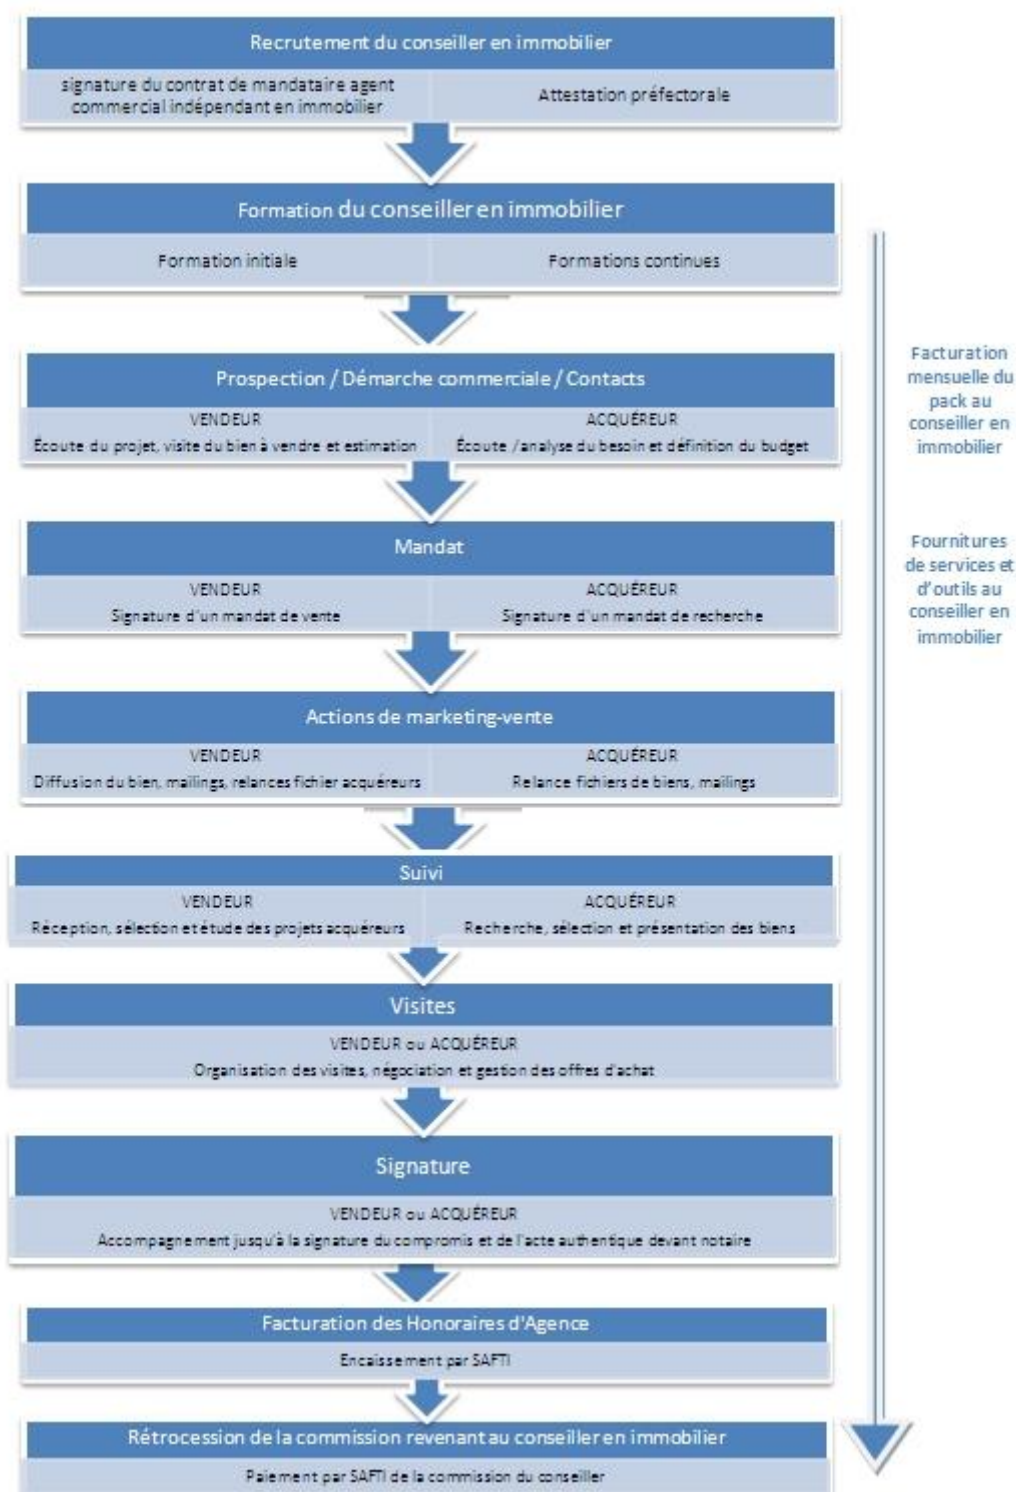 Recrutement du conseiller en immobilier
signature du contrat de mandataire agent
commercial indépendant en immobilier
Attestation préfectorale
Formation du conseiller en immobilier
Formation initiale
Formations continues
Prospection / Démarche commerciale / Contacts
VENDEUR
Écoute du projet, visite du bien à vendre et estimation
ACQUÉREUR
Écoute /analyse du besoin et définition du budget
Mandat
VENDEUR
Signature d'un mandat de vente
ACQUÉREUR
Signature d'un mandat de recherche
Actions de marketing-vente
VENDEUR
Diffusion du bien, mailings, relances fichier acquéreurs
ACQUÉREUR
Relance fichiers de biens, mailings
Suivi
VENDEUR
Réception, sélection et étude des projets acquéreurs
ACQUÉREUR
Recherche, sélection et présentation des biens
Visites
VENDEUR ou ACQUÉREUR
Organisation des visites, négociation et gestion des offres d'achat
Signature
VENDEUR ou ACQUÉREUR
Accompagnement jusqu'à la signature du compromis et de l'acte authentique devant notaire
Facturation des Honoraires d'Agence
Encaissement par SAFTI
Rétrocession de la commission revenant au conseiller en immobilier
Paiement par SAFTI de la commission du conseiller
Facturation
mensuelle du
pack au
conseiller en
immobilier
Fournitures
de services et
d'outils au
conseiller en
immobilier